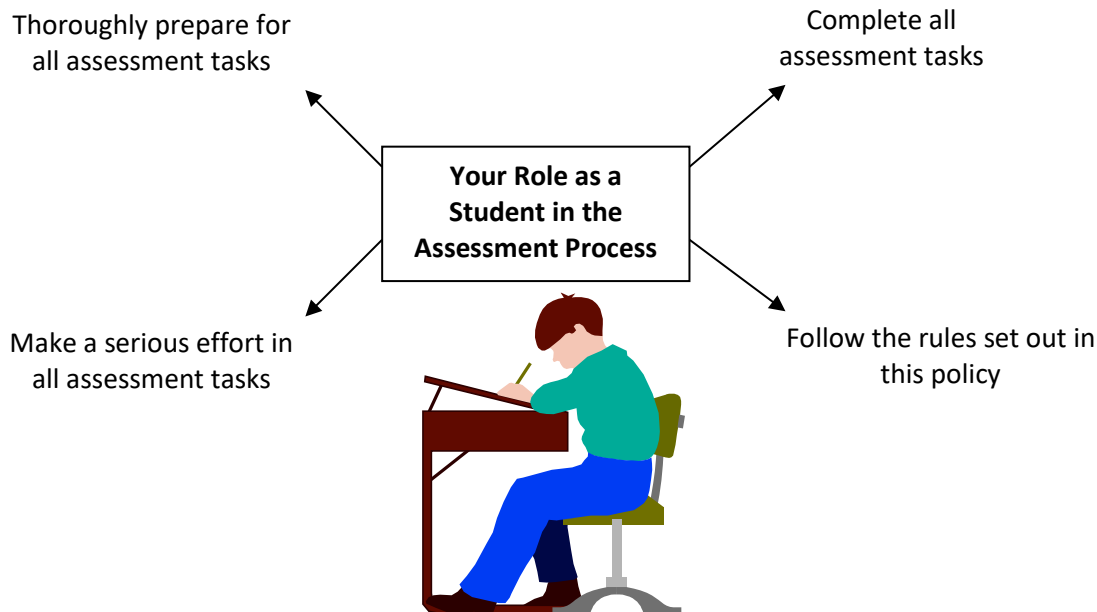 Thoroughly prepare for
all assessment tasks
Complete all
assessment tasks
Your Role as a
Student in the
Assessment Process
Make a serious effort in
all assessment tasks
Follow the rules set out in
this policy